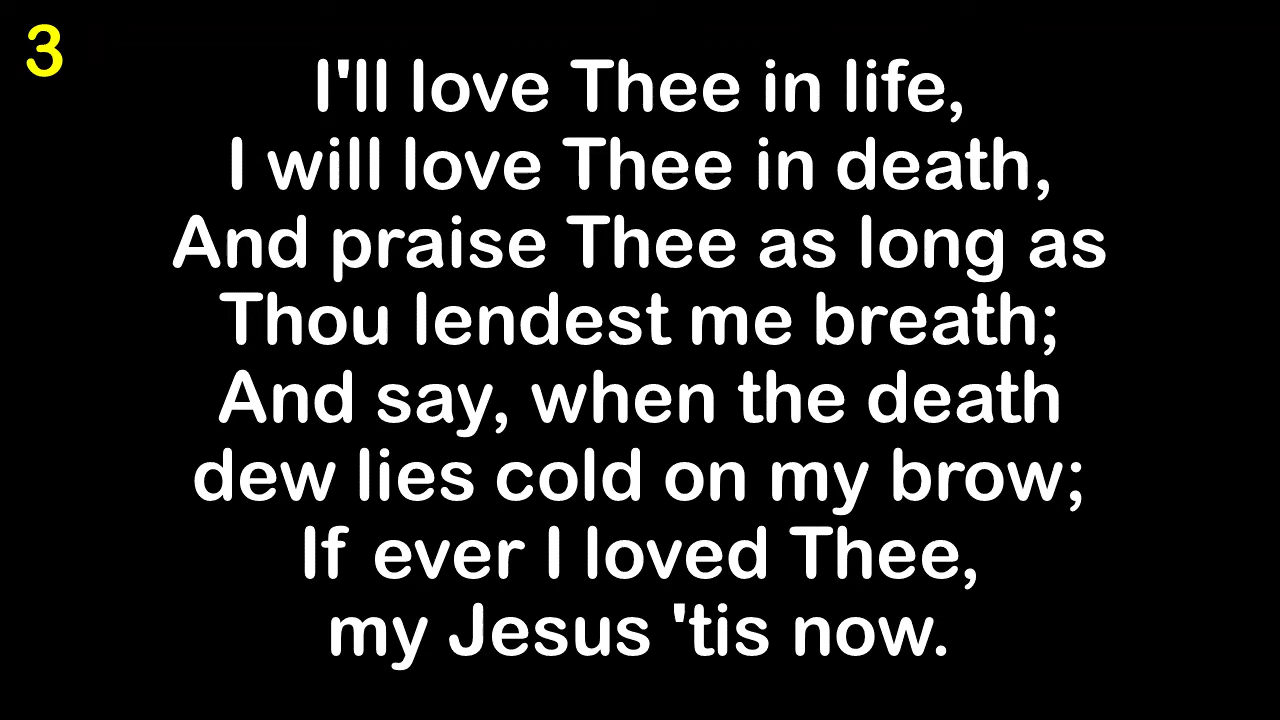 3
I'll love Thee in life,
I will love Thee in death,
And praise Thee as long as
Thou lendest me breath;
And say, when the death
dew lies cold on my brow;
If ever I loved Thee,
my Jesus 'tis now.